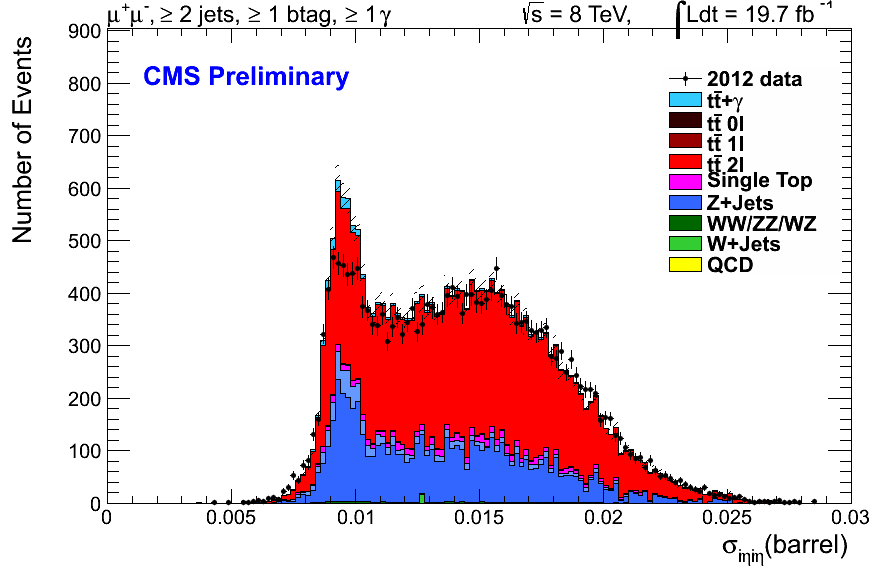 μ⁺μ⁻, ≥ 2 jets, ≥ 1 btag, ≥ 1 γ √s = 8 TeV, ∫Ldt = 19.7 fb⁻¹
CMS Preliminary
2012 data
tt̄+γ
tt̄ 0l
tt̄ 1l
tt̄ 2l
Single Top
Z+Jets
WW/ZZ/WZ
W+Jets
QCD
Number of Events
900
800
700
600
500
400
300
200
100
0
0 0.005 0.01 0.015 0.02 0.025 0.03
σiηiη(barrel)